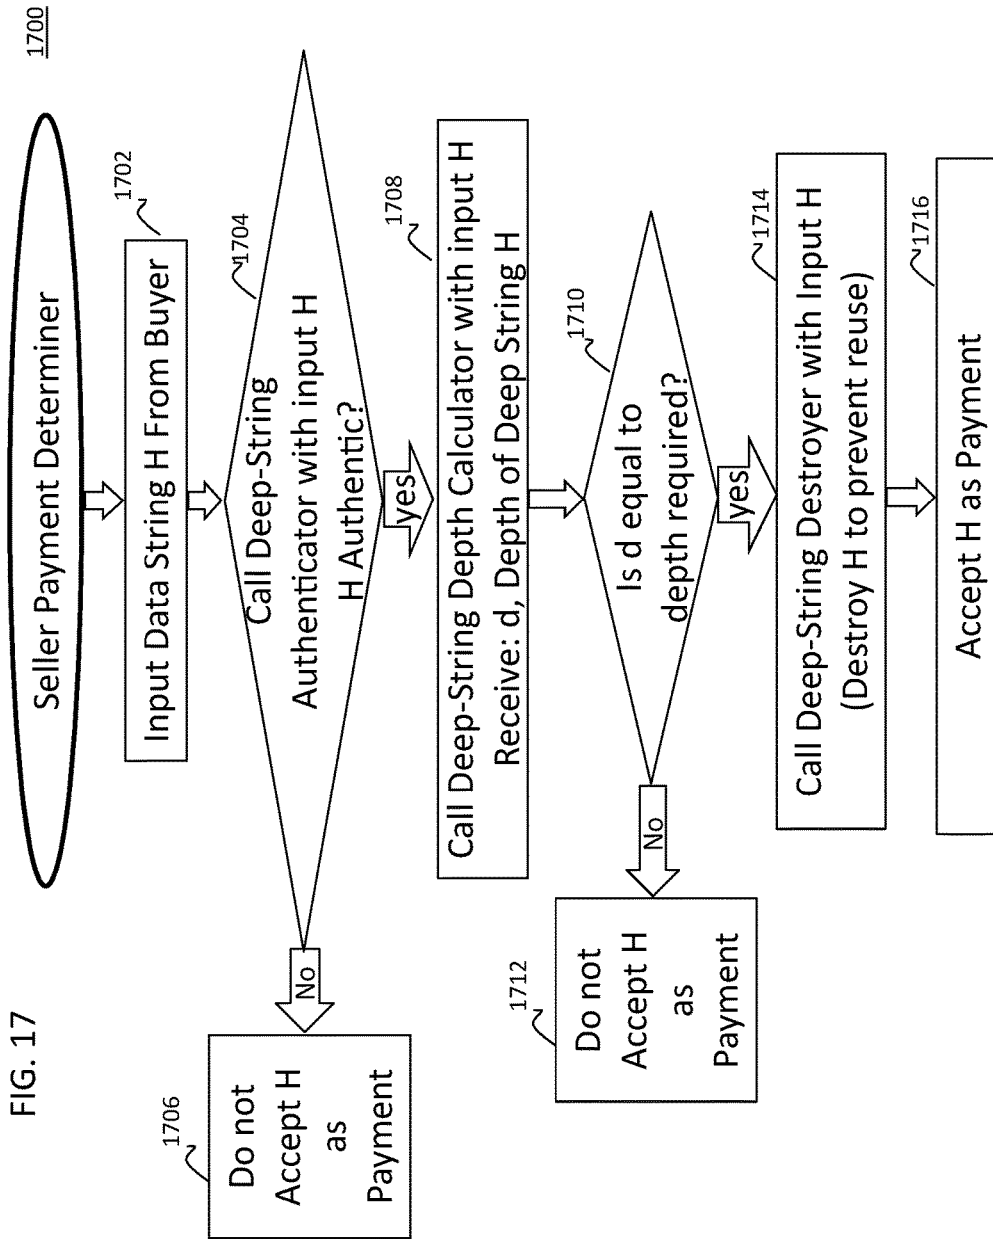 FIG. 17
1700
Seller Payment Determiner
1702
Input Data String H From Buyer
1704
Call Deep-String
Authenticator with input H
H Authentic?
No
1706
Do not
Accept H
as
Payment
yes
1708
Call Deep-String Depth Calculator with input H
Receive: d, Depth of Deep String H
1710
Is d equal to
depth required?
No
1712
Do not
Accept H
as
Payment
yes
1714
Call Deep-String Destroyer with Input H
(Destroy H to prevent reuse)
1716
Accept H as Payment